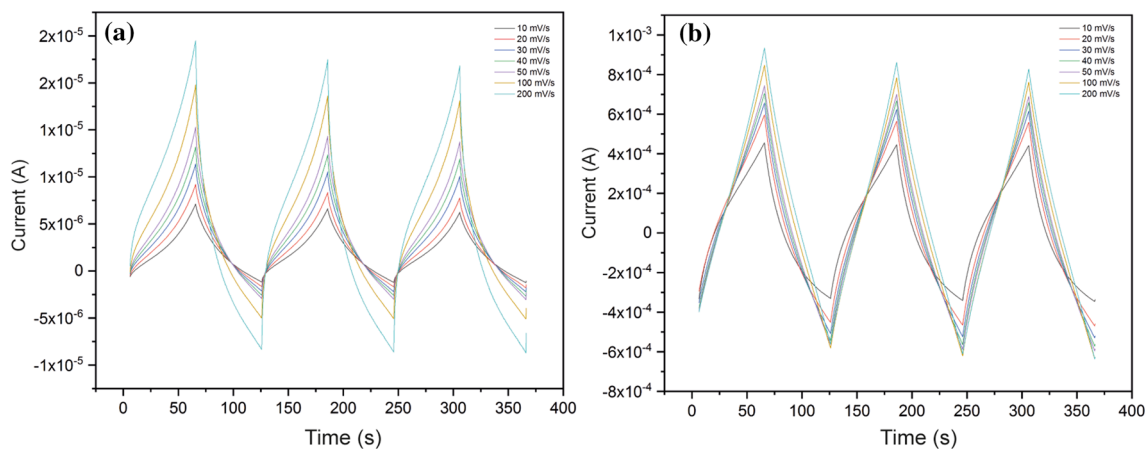 (a)
10 mV/s
20 mV/s
30 mV/s
40 mV/s
50 mV/s
100 mV/s
200 mV/s
2x10⁻⁵
2x10⁻⁵
1x10⁻⁵
1x10⁻⁵
5x10⁻⁶
0
-5x10⁻⁶
-1x10⁻⁵
Current (A)
0 50 100 150 200 250 300 350 400
Time (s)
(b)
10 mV/s
20 mV/s
30 mV/s
40 mV/s
50 mV/s
100 mV/s
200 mV/s
1x10⁻³
8x10⁻⁴
6x10⁻⁴
4x10⁻⁴
2x10⁻⁴
0
-2x10⁻⁴
-4x10⁻⁴
-6x10⁻⁴
-8x10⁻⁴
Current (A)
0 50 100 150 200 250 300 350 400
Time (s)